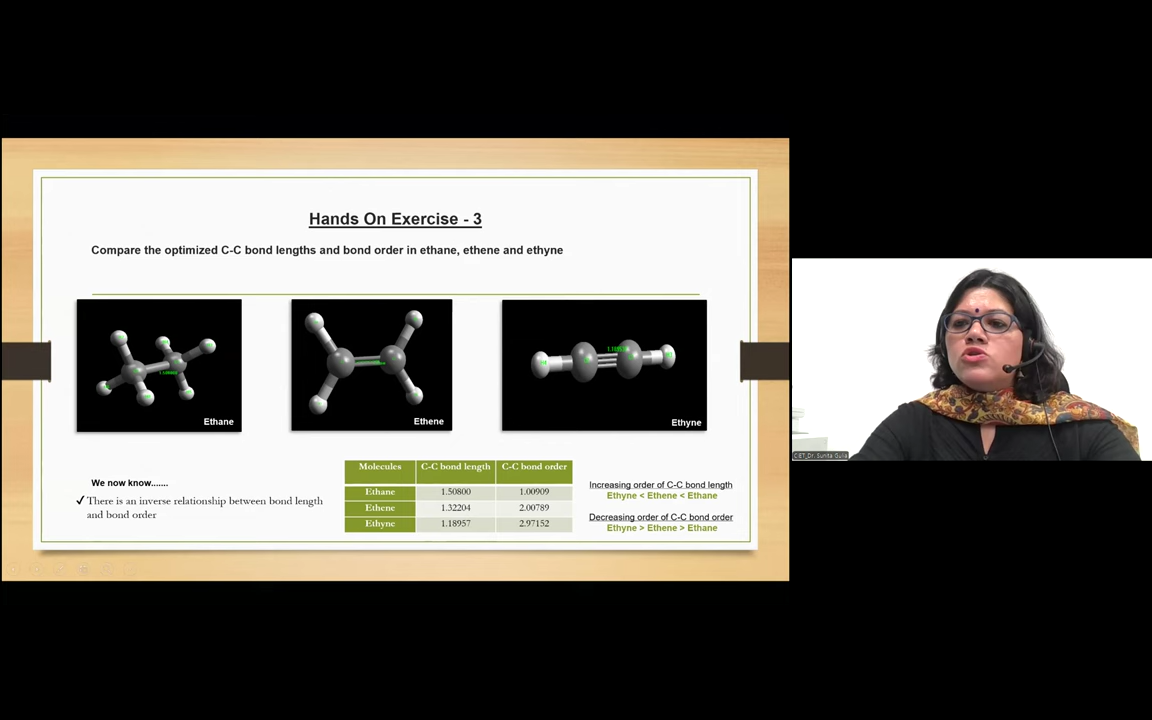 Hands On Exercise - 3
Compare the optimized C-C bond lengths and bond order in ethane, ethene and ethyne
Ethane
Ethene
Ethyne
We now know.......
✓ There is an inverse relationship between bond length
and bond order
Molecules C-C bond length C-C bond order
Ethane 1.50800 1.00909
Ethene 1.32204 2.00789
Ethyne 1.18957 2.97152
Increasing order of C-C bond length
Ethyne < Ethene < Ethane
Decreasing order of C-C bond order
Ethyne > Ethene > Ethane